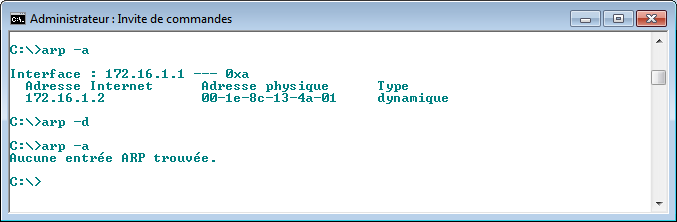 Administrateur : Invite de commandes
C:\>arp -a
Interface : 172.16.1.1 --- 0xa
Adresse Internet Adresse physique Type
172.16.1.2 00-1e-8c-13-4a-01 dynamique
C:\>arp -d
C:\>arp -a
Aucune entrée ARP trouvée.
C:\>